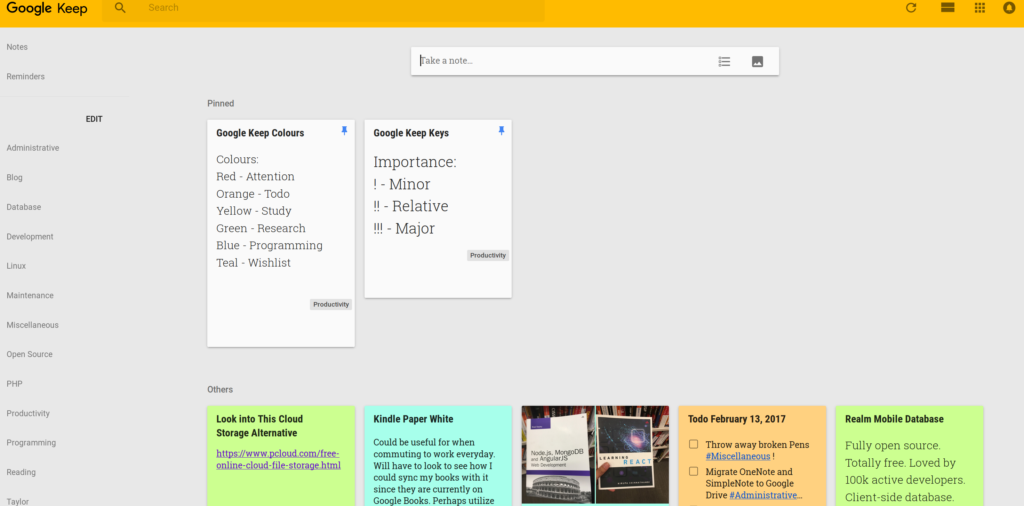 Google Keep
Search
Notes
Reminders
EDIT
Administrative
Blog
Database
Development
Linux
Maintenance
Miscellaneous
Open Source
PHP
Productivity
Programming
Reading
Taylor
Take a note...
Pinned
Google Keep Colours
Colours:
Red - Attention
Orange - Todo
Yellow - Study
Green - Research
Blue - Programming
Teal - Wishlist
Productivity
Google Keep Keys
Importance:
! - Minor
!! - Relative
!!! - Major
Productivity
Others
Look into This Cloud
Storage Alternative
https://www.pcloud.com/free-
online-cloud-file-storage.html
Kindle Paper White
Could be useful for when
commuting to work everyday.
Will have to look to see how I
could sync my books with it
since they are currently on
Google Books. Perhaps utilize
Node.js, MongoDB
and AngularJS
Web Development
LEARNING
REACT
Todo February 13, 2017
Throw away broken Pens
#Miscellaneous !
Migrate OneNote and
SimpleNote to Google
Drive #Administrative...
Realm Mobile Database
Fully open source.
Totally free. Loved by
100k active developers.
Client-side database.